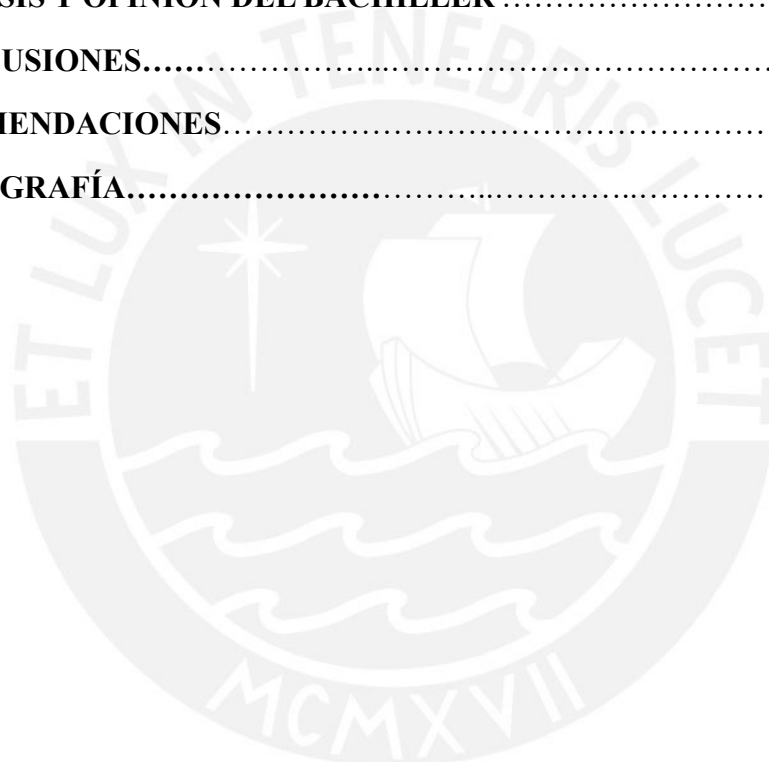 SIS Y OPINIÓN DEL BACHILLER ……………………
USIONES……………………...……………………………………
IENDACIONES……………………………………………………
GRAFÍA……………………………..…………..…………
ET LUX IN TENEBRIS LUCET
MCMXVII